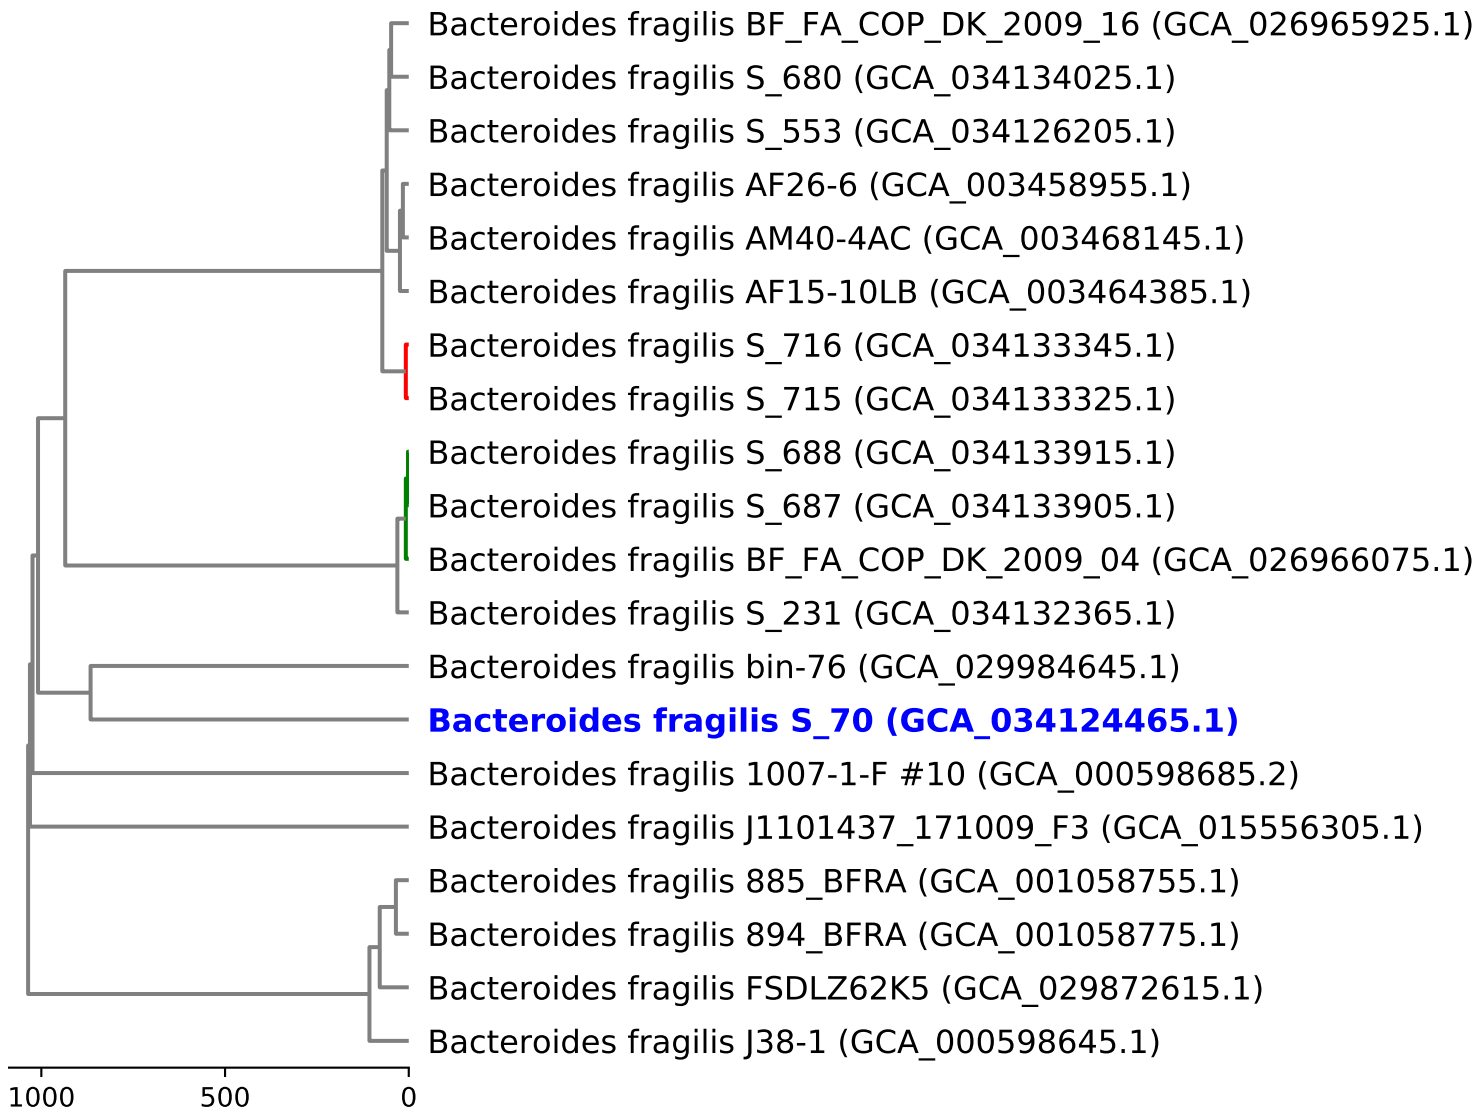 Bacteroides fragilis BF_FA_COP_DK_2009_16 (GCA_026965925.1)
Bacteroides fragilis S_680 (GCA_034134025.1)
Bacteroides fragilis S_553 (GCA_034126205.1)
Bacteroides fragilis AF26-6 (GCA_003458955.1)
Bacteroides fragilis AM40-4AC (GCA_003468145.1)
Bacteroides fragilis AF15-10LB (GCA_003464385.1)
Bacteroides fragilis S_716 (GCA_034133345.1)
Bacteroides fragilis S_715 (GCA_034133325.1)
Bacteroides fragilis S_688 (GCA_034133915.1)
Bacteroides fragilis S_687 (GCA_034133905.1)
Bacteroides fragilis BF_FA_COP_DK_2009_04 (GCA_026966075.1)
Bacteroides fragilis S_231 (GCA_034132365.1)
Bacteroides fragilis bin-76 (GCA_029984645.1)
Bacteroides fragilis S_70 (GCA_034124465.1)
Bacteroides fragilis 1007-1-F #10 (GCA_000598685.2)
Bacteroides fragilis J1101437_171009_F3 (GCA_015556305.1)
Bacteroides fragilis 885_BFRA (GCA_001058755.1)
Bacteroides fragilis 894_BFRA (GCA_001058775.1)
Bacteroides fragilis FSDLZ62K5 (GCA_029872615.1)
Bacteroides fragilis J38-1 (GCA_000598645.1)
1000 500 0